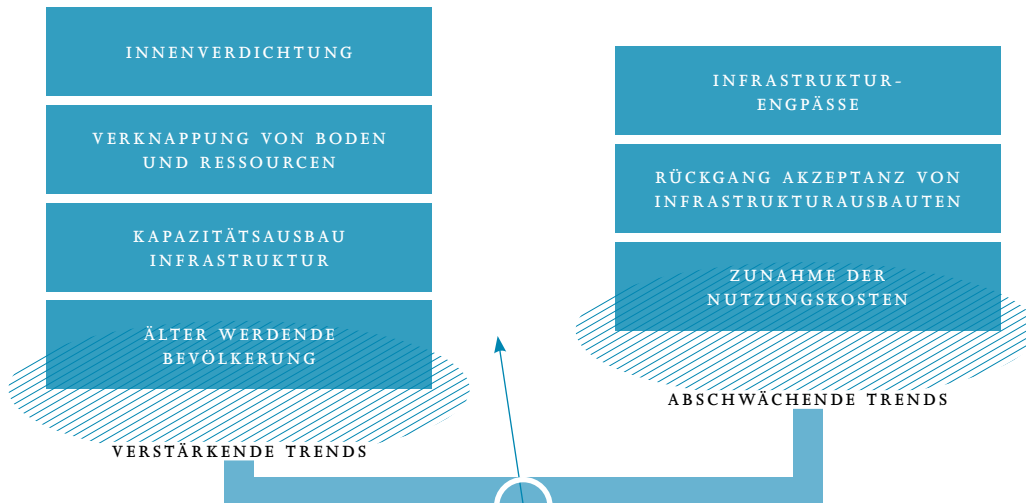 INNENVERDICHTUNG
VERKNAPPUNG VON BODEN
UND RESSOURCEN
KAPAZITÄTSAUSBAU
INFRASTRUKTUR
ÄLTER WERDENDE
BEVÖLKERUNG
VERSTÄRKENDE TRENDS
INFRASTRUKTUR-
ENGPÄSSE
RÜCKGANG AKZEPTANZ VON
INFRASTRUKTURAUSBAUTEN
ZUNAHME DER
NUTZUNGSKOSTEN
ABSCHWÄCHENDE TRENDS